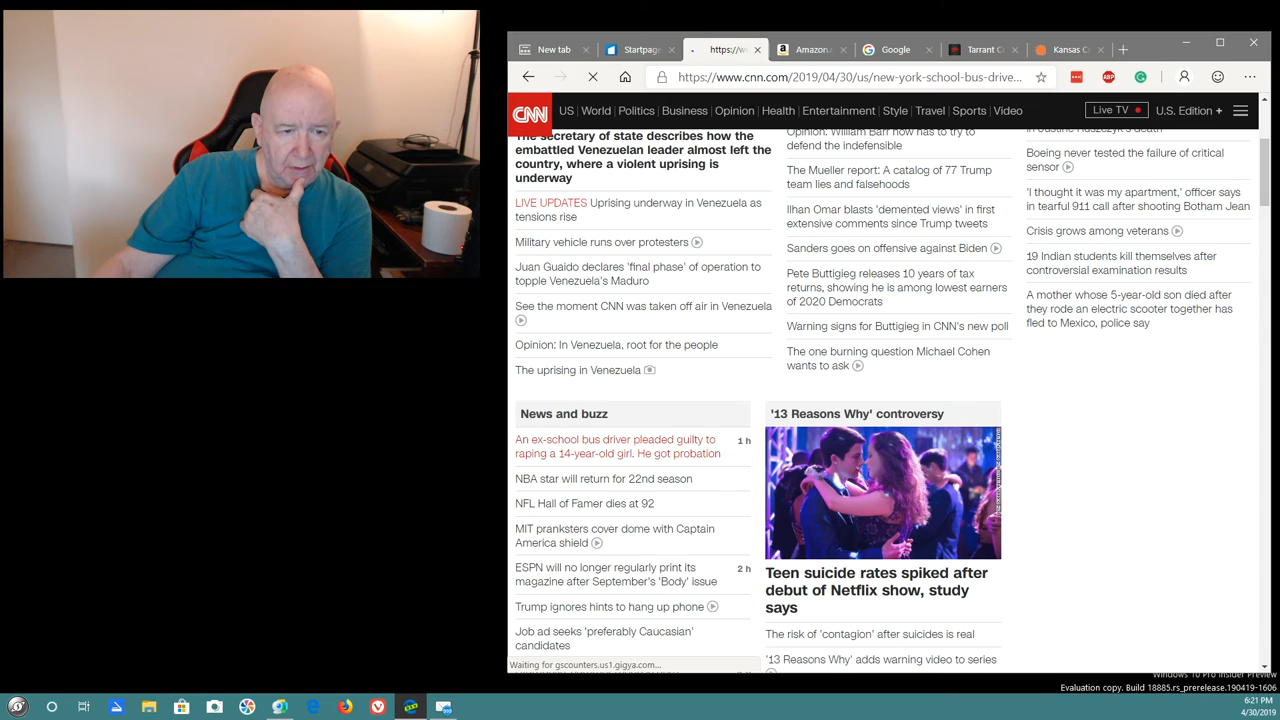 New tab
Startpage
https://w
Amazon.
Google
Tarrant C
Kansas C
https://www.cnn.com/2019/04/30/us/new-york-school-bus-drive...
ABP
CNN
US World Politics Business Opinion Health Entertainment Style Travel Sports Video
Live TV
U.S. Edition +
The secretary of state describes how the
embattled Venezuelan leader almost left the
country, where a violent uprising is
underway
LIVE UPDATES Uprising underway in Venezuela as
tensions rise
Military vehicle runs over protesters
Juan Guaido declares 'final phase' of operation to
topple Venezuela's Maduro
See the moment CNN was taken off air in Venezuela
Opinion: In Venezuela, root for the people
The uprising in Venezuela
Opinion: William Barr now has to try to
defend the indefensible
The Mueller report: A catalog of 77 Trump
team lies and falsehoods
Ilhan Omar blasts 'demented views' in first
extensive comments since Trump tweets
Sanders goes on offensive against Biden
Pete Buttigieg releases 10 years of tax
returns, showing he is among lowest earners
of 2020 Democrats
Warning signs for Buttigieg in CNN's new poll
The one burning question Michael Cohen
wants to ask
in Justine Ruszczyk's death
Boeing never tested the failure of critical
sensor
'I thought it was my apartment,' officer says
in tearful 911 call after shooting Botham Jean
Crisis grows among veterans
19 Indian students kill themselves after
controversial examination results
A mother whose 5-year-old son died after
they rode an electric scooter together has
fled to Mexico, police say
News and buzz
An ex-school bus driver pleaded guilty to
raping a 14-year-old girl. He got probation
1 h
NBA star will return for 22nd season
NFL Hall of Famer dies at 92
MIT pranksters cover dome with Captain
America shield
ESPN will no longer regularly print its
magazine after September's 'Body' issue
2 h
Trump ignores hints to hang up phone
Job ad seeks 'preferably Caucasian'
candidates
'13 Reasons Why' controversy
Teen suicide rates spiked after
debut of Netflix show, study
says
The risk of 'contagion' after suicides is real
'13 Reasons Why' adds warning video to series
Waiting for gscounters.us1.gigya.com...
Windows 10 Pro Insider Preview
Evaluation copy. Build 18885.rs_prerelease.190419-1606
6:21 PM
4/30/2019